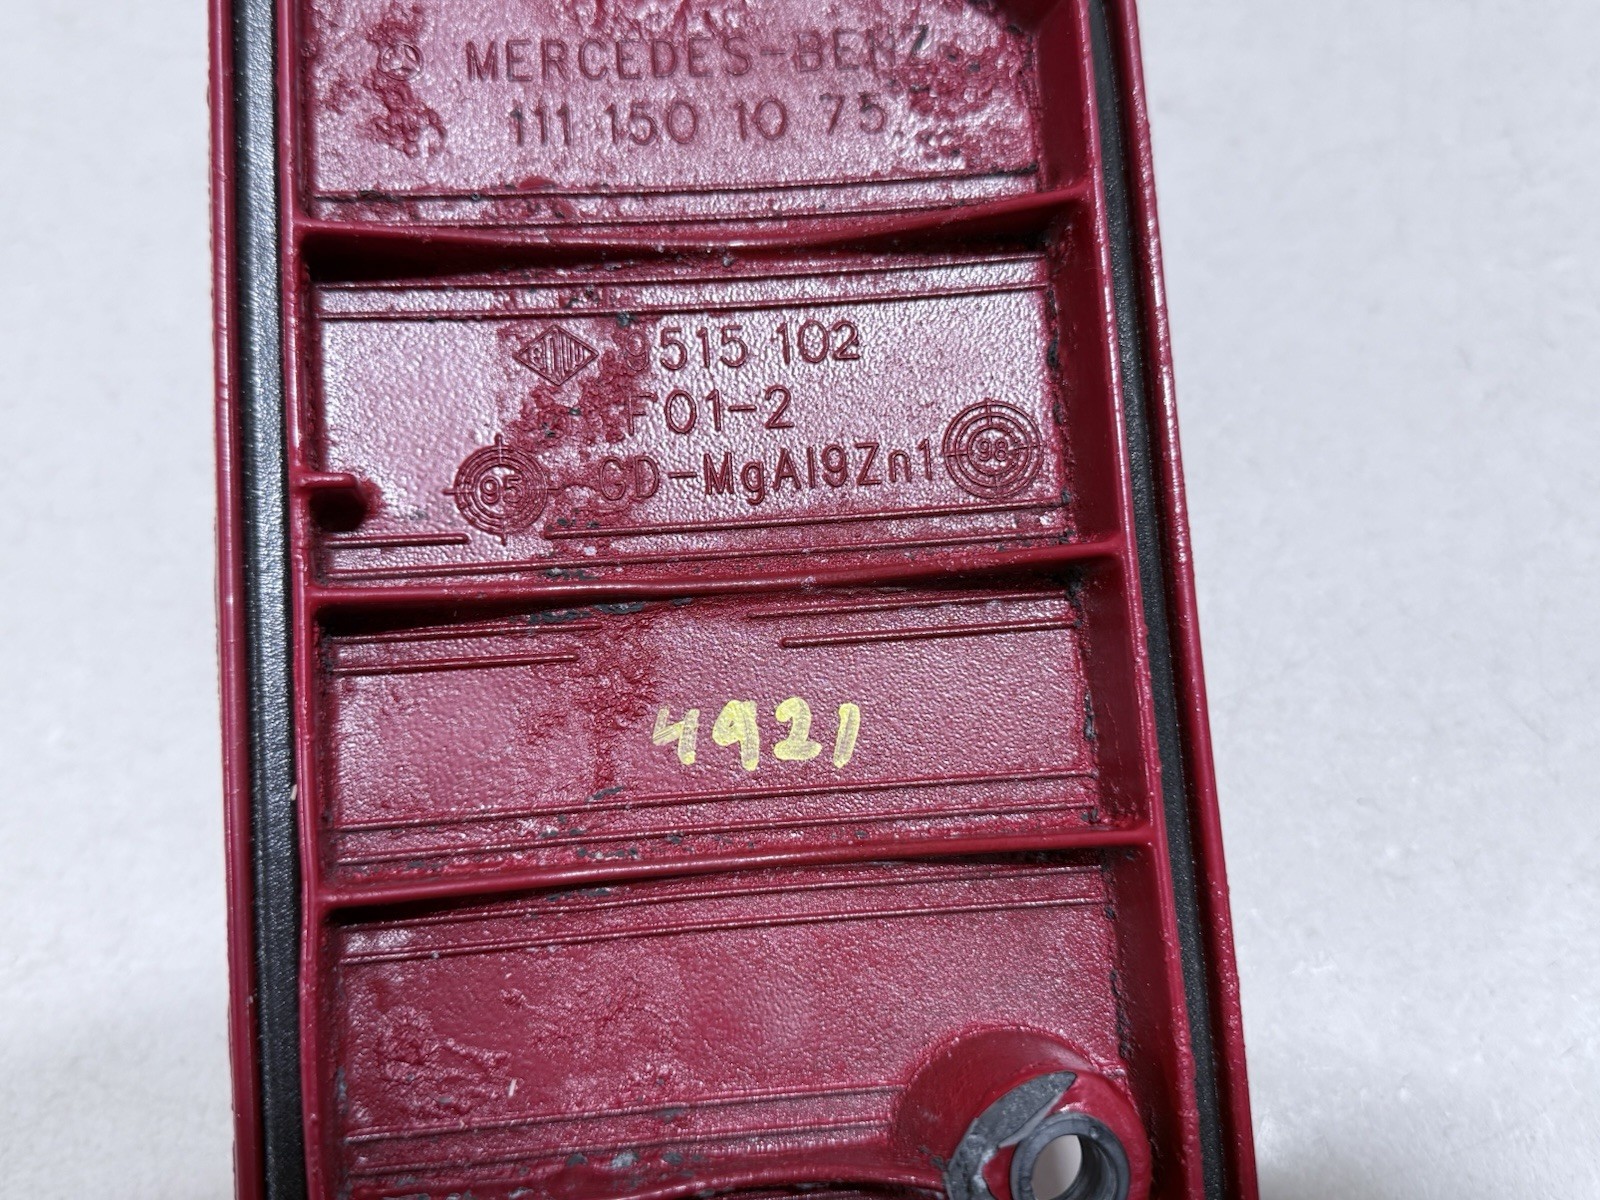 MERCEDES-BENZ
111 150 10 75
9515 102
F01-2
95 GD-MgAl9Zn1 98
4921